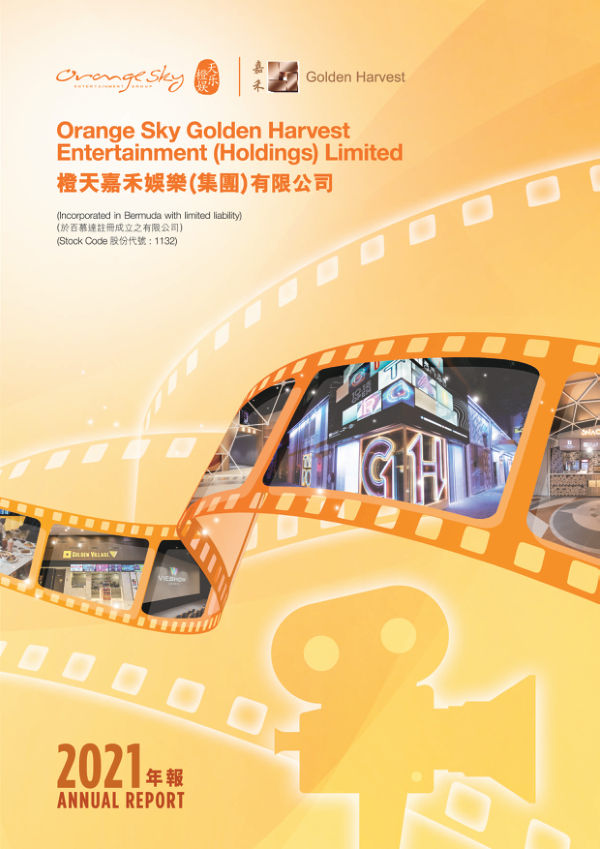 orangesky
ENTERTAINMENT GROUP
橙天
娱乐
嘉禾
Golden Harvest
Orange Sky Golden Harvest
Entertainment (Holdings) Limited
橙天嘉禾娛樂(集團)有限公司
(Incorporated in Bermuda with limited liability)
(於百慕達註冊成立之有限公司)
(Stock Code 股份代號 : 1132)
GH
GOLDEN VILLAGE
VIESHOW
2021年報
ANNUAL REPORT